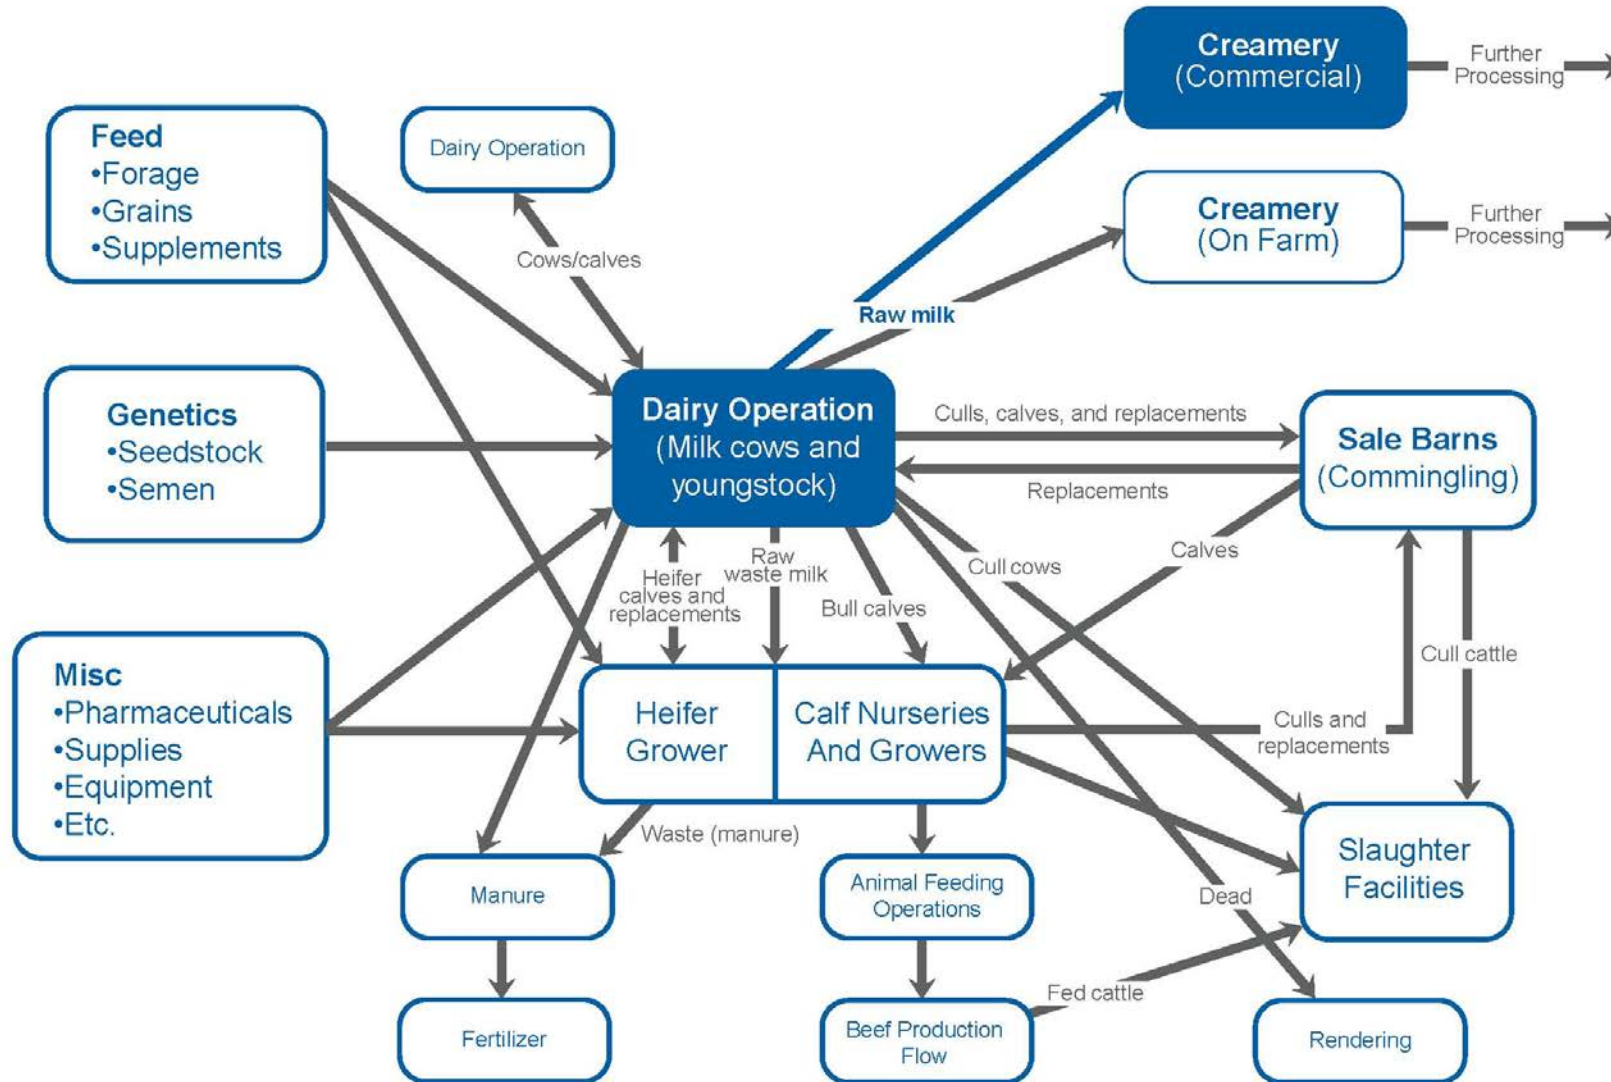 Creamery
(Commercial)
Further
Processing
Feed
•Forage
•Grains
•Supplements
Dairy Operation
Creamery
(On Farm)
Further
Processing
Cows/calves
Raw milk
Genetics
•Seedstock
•Semen
Dairy Operation
(Milk cows and
youngstock)
Culls, calves, and replacements
Replacements
Sale Barns
(Commingling)
Heifer
calves and
replacements
Raw
waste milk
Bull calves
Cull cows
Calves
Cull cattle
Misc
•Pharmaceuticals
•Supplies
•Equipment
•Etc.
Heifer
Grower
Calf Nurseries
And Growers
Culls and
replacements
Waste (manure)
Slaughter
Facilities
Manure
Animal Feeding
Operations
Dead
Fed cattle
Fertilizer
Beef Production
Flow
Rendering